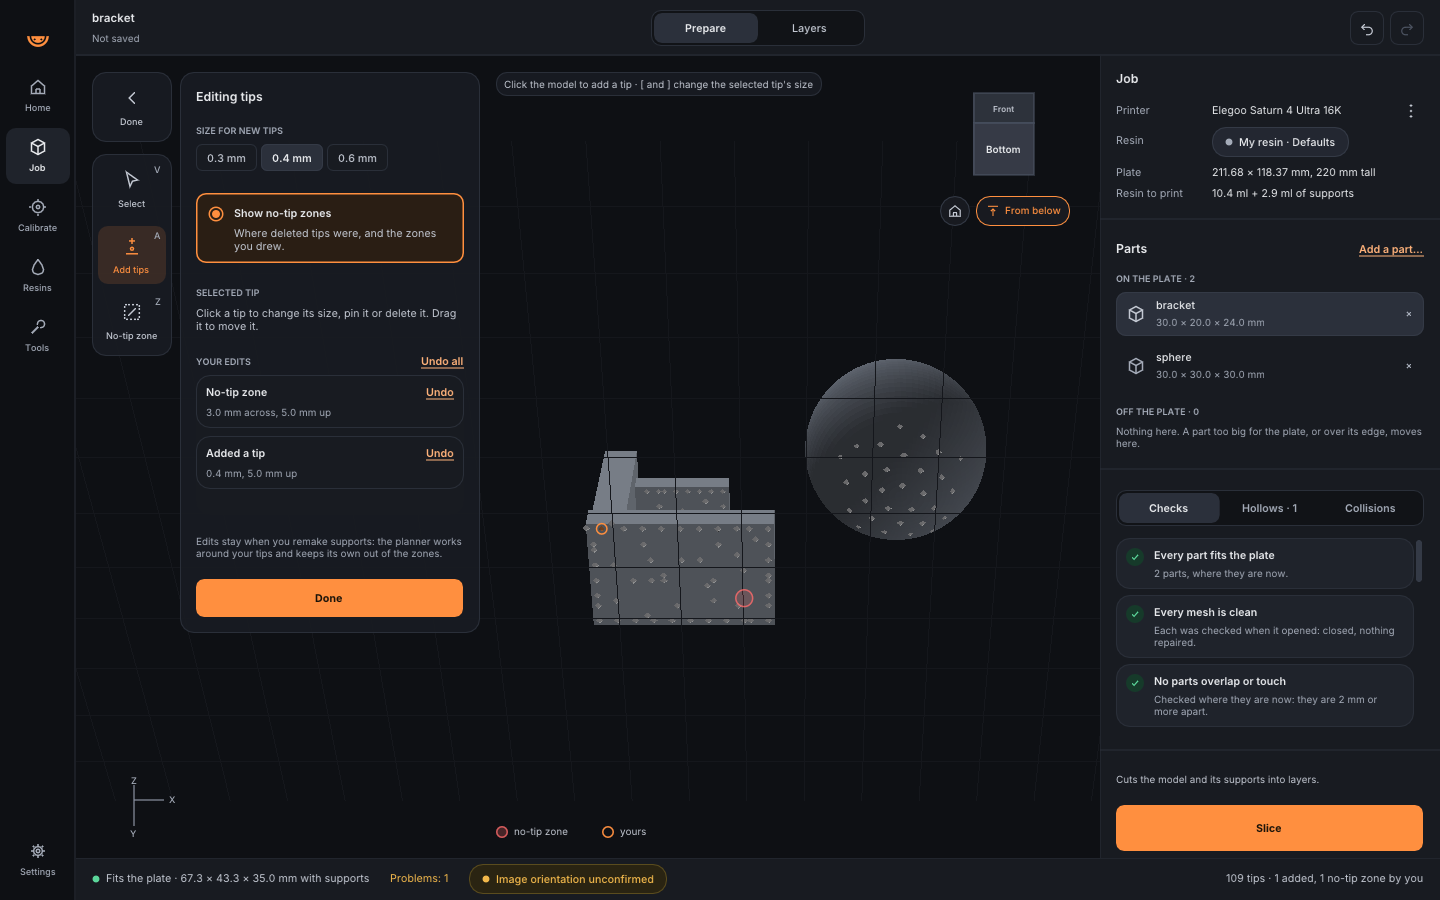 bracket
Not saved
Prepare
Layers
Home
Job
Calibrate
Resins
Tools
Settings
Done
V
Select
A
Add tips
Z
No-tip zone
Editing tips
SIZE FOR NEW TIPS
0.3 mm
0.4 mm
0.6 mm
Show no-tip zones
Where deleted tips were, and the zones
you drew.
SELECTED TIP
Click a tip to change its size, pin it or delete it. Drag
it to move it.
YOUR EDITS
Undo all
No-tip zone
Undo
3.0 mm across, 5.0 mm up
Added a tip
Undo
0.4 mm, 5.0 mm up
Edits stay when you remake supports: the planner works
around your tips and keeps its own out of the zones.
Done
Click the model to add a tip · [ and ] change the selected tip's size
Front
Bottom
From below
Z
X
Y
no-tip zone
yours
Job
Printer
Elegoo Saturn 4 Ultra 16K
Resin
My resin · Defaults
Plate
211.68 × 118.37 mm, 220 mm tall
Resin to print
10.4 ml + 2.9 ml of supports
Parts
Add a part...
ON THE PLATE · 2
bracket
30.0 × 20.0 × 24.0 mm
×
sphere
30.0 × 30.0 × 30.0 mm
×
OFF THE PLATE · 0
Nothing here. A part too big for the plate, or over its edge, moves
here.
Checks
Hollows · 1
Collisions
Every part fits the plate
2 parts, where they are now.
Every mesh is clean
Each was checked when it opened: closed, nothing
repaired.
No parts overlap or touch
Checked where they are now: they are 2 mm or
more apart.
Cuts the model and its supports into layers.
Slice
Fits the plate · 67.3 × 43.3 × 35.0 mm with supports
Problems: 1
Image orientation unconfirmed
109 tips · 1 added, 1 no-tip zone by you